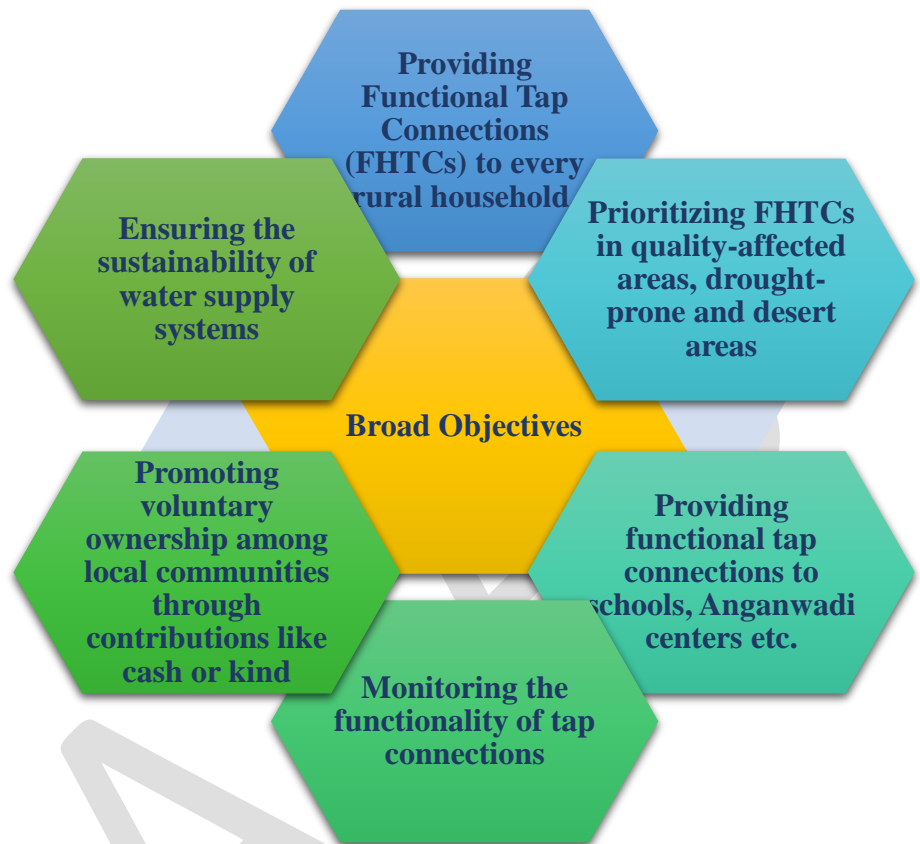 Providing
Functional Tap
Connections
(FHTCs) to every
rural household.
Prioritizing FHTCs
in quality-affected
areas, drought-
prone and desert
areas
Providing
functional tap
connections to
schools, Anganwadi
centers etc.
Monitoring the
functionality of tap
connections
Promoting
voluntary
ownership among
local communities
through
contributions like
cash or kind
Ensuring the
sustainability of
water supply
systems
Broad Objectives